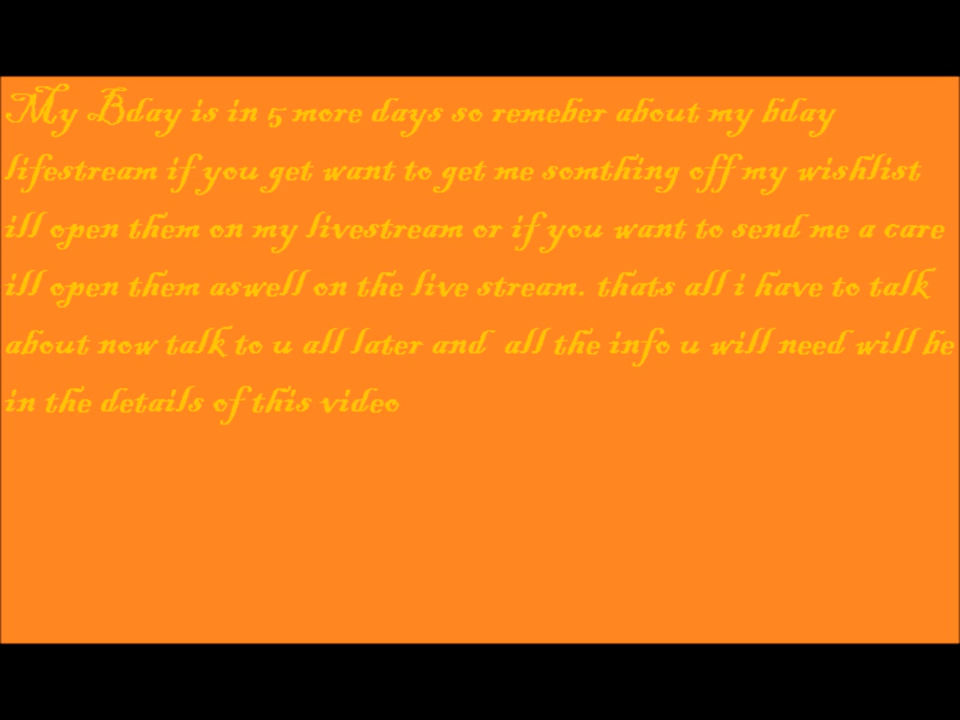 My Bday is in 5 more days so remeber about my bday
lifestream if you get want to get me somthing off my wishlist
ill open them on my livestream or if you want to send me a care
ill open them aswell on the live stream. thats all i have to talk
about now talk to u all later and  all the info u will need will be
in the details of this video